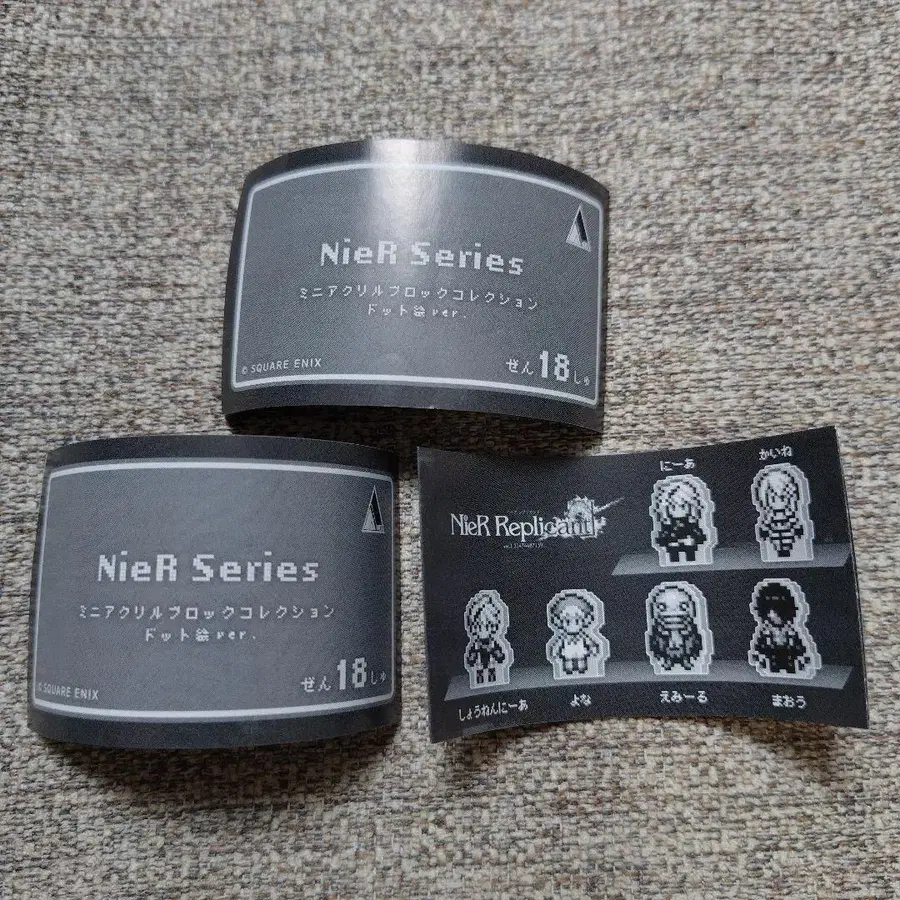 NieR Series
ミニアクリルブロックコレクション
ドット絵ver.
© SQUARE ENIX
ぜん18しゅ
NieR Series
ミニアクリルブロックコレクション
ドット絵ver.
© SQUARE ENIX
ぜん18しゅ
NieR Replicant
にーあ
かいね
しょうねんにーあ
よな
えみーる
まおう